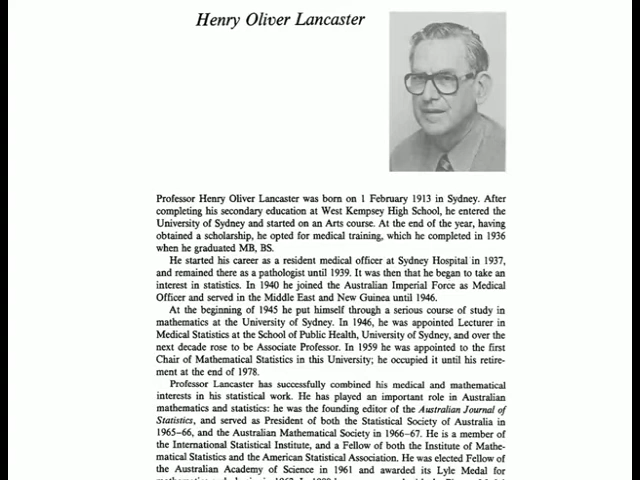 Henry Oliver Lancaster
Professor Henry Oliver Lancaster was born on 1 February 1913 in Sydney. After
completing his secondary education at West Kempsey High School, he entered the
University of Sydney and started on an Arts course. At the end of the year, having
obtained a scholarship, he opted for medical training, which he completed in 1936
when he graduated MB, BS.
He started his career as a resident medical officer at Sydney Hospital in 1937,
and remained there as a pathologist until 1939. It was then that he began to take an
interest in statistics. In 1940 he joined the Australian Imperial Force as Medical
Officer and served in the Middle East and New Guinea until 1946.
At the beginning of 1945 he put himself through a serious course of study in
mathematics at the University of Sydney. In 1946, he was appointed Lecturer in
Medical Statistics at the School of Public Health, University of Sydney, and over the
next decade rose to be Associate Professor. In 1959 he was appointed to the first
Chair of Mathematical Statistics in this University; he occupied it until his retire-
ment at the end of 1978.
Professor Lancaster has successfully combined his medical and mathematical
interests in his statistical work. He has played an important role in Australian
mathematics and statistics: he was the founding editor of the Australian Journal of
Statistics, and served as President of both the Statistical Society of Australia in
1965–66, and the Australian Mathematical Society in 1966–67. He is a member of
the International Statistical Institute, and a Fellow of both the Institute of Mathe-
matical Statistics and the American Statistical Association. He was elected Fellow of
the Australian Academy of Science in 1961 and awarded its Lyle Medal for